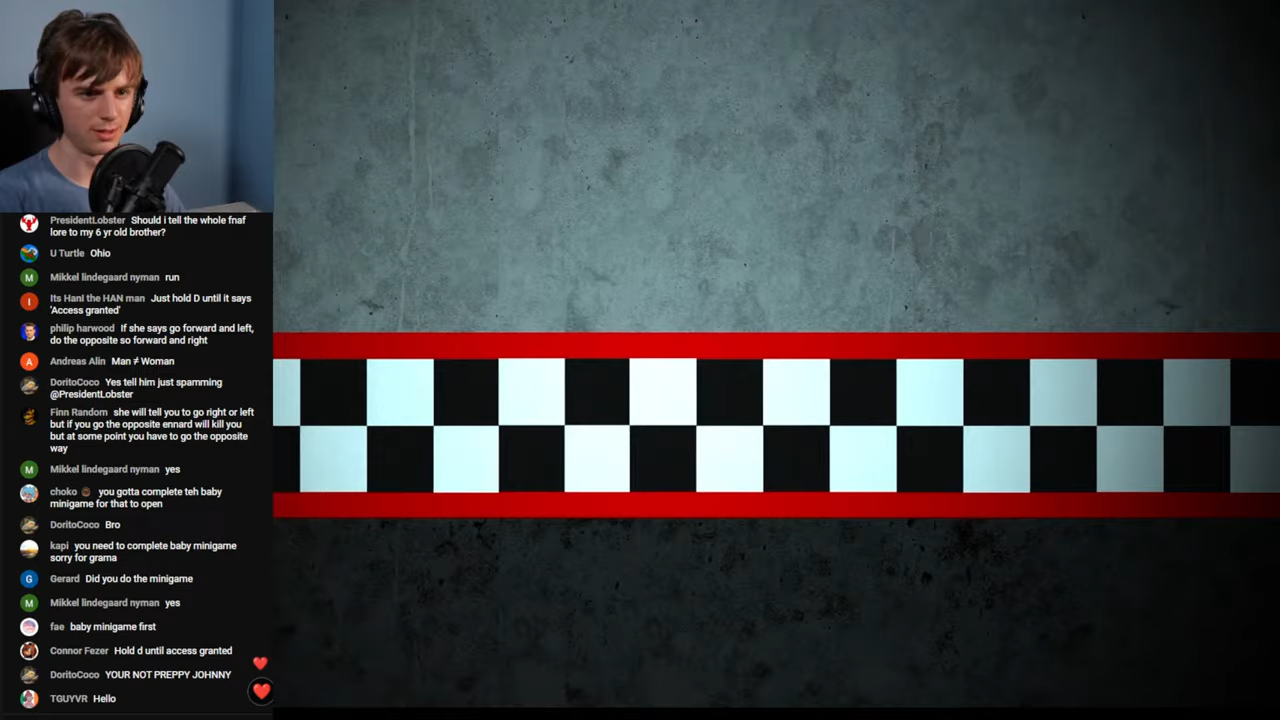 PresidentLobster Should i tell the whole fnaf
lore to my 6 yr old brother?
U Turtle Ohio
M
Mikkel lindegaard nyman run
I
Its HanI the HAN man Just hold D until it says
'Access granted'
philip harwood If she says go forward and left,
do the opposite so forward and right
A
Andreas Alin Man ≠ Woman
DoritoCoco Yes tell him just spamming
@PresidentLobster
Finn Random she will tell you to go right or left
but if you go the opposite ennard will kill you
but at some point you have to go the opposite
way
M
Mikkel lindegaard nyman yes
choko you gotta complete teh baby
minigame for that to open
DoritoCoco Bro
kapi you need to complete baby minigame
sorry for grama
G
Gerard Did you do the minigame
M
Mikkel lindegaard nyman yes
fae baby minigame first
Connor Fezer Hold d until access granted
DoritoCoco YOUR NOT PREPPY JOHNNY
TGUYVR Hello